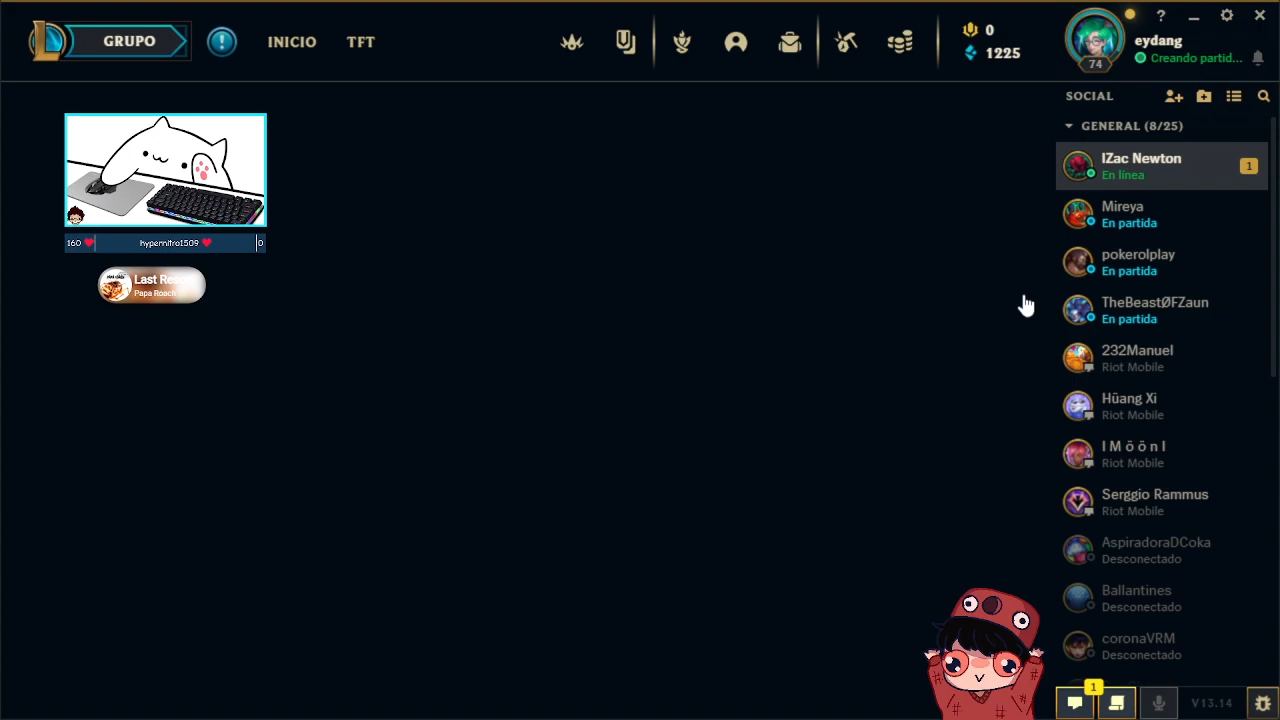 GRUPO
INICIO
TFT
0
1225
74
eydang
Creando partid...
160
hypernitro1509
0
Last Res
Papa Roach
SOCIAL
GENERAL (8/25)
IZac Newton
En línea
1
Mireya
En partida
pokerolplay
En partida
TheBeastØFZaun
En partida
232Manuel
Riot Mobile
Hüang Xi
Riot Mobile
I M ö ö n I
Riot Mobile
Serggio Rammus
Riot Mobile
AspiradoraDCoka
Desconectado
Ballantines
Desconectado
coronaVRM
Desconectado
1
V13.14